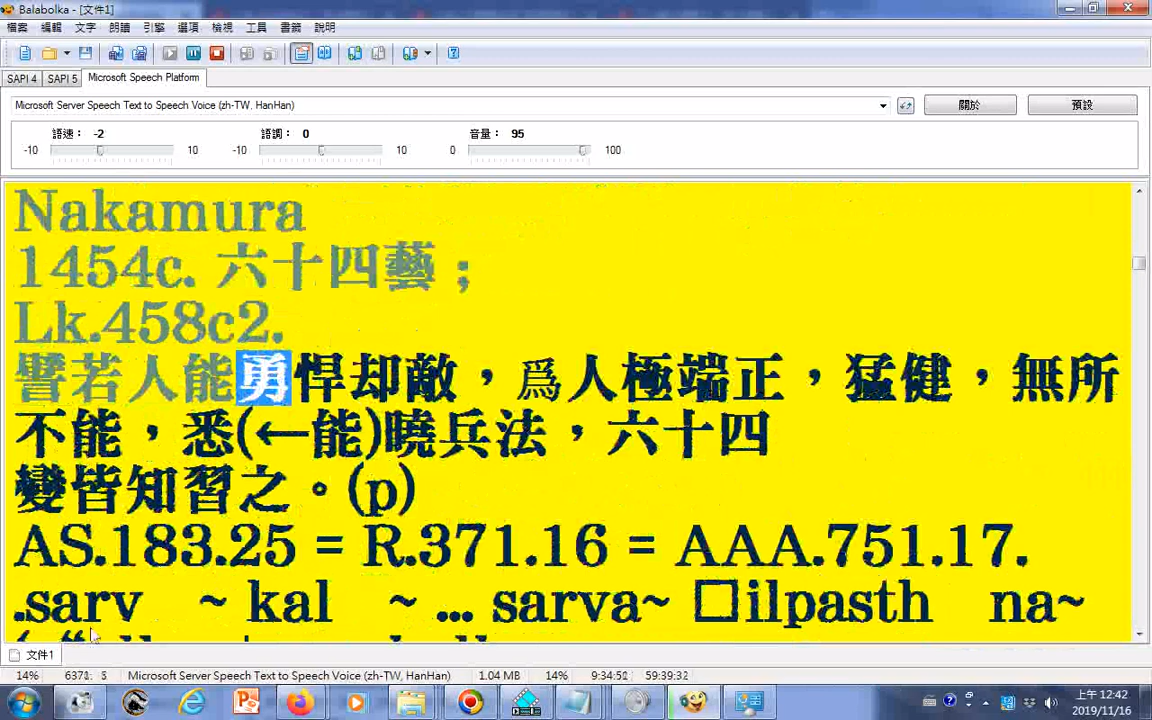 Balabolka - [文件1]
檔案 編輯 文字 朗讀 引擎 選項 檢視 工具 書籤 說明
SAPI 4 SAPI 5 Microsoft Speech Platform
Microsoft Server Speech Text to Speech Voice (zh-TW, HanHan) 關於 預設
語速： -2 語調： 0 音量： 95
-10 10 -10 10 0 100
Nakamura
1454c. 六十四藝；
Lk.458c2.
譬若人能勇悍却敵，爲人極端正，猛健，無所
不能，悉(←能)曉兵法，六十四
變皆知習之。(p)
AS.183.25 = R.371.16 = AAA.751.17.
.sarv ~ kal ~ ... sarva~ □ilpasth na~
文件1
14% Microsoft Server Speech Text to Speech Voice (zh-TW, HanHan) 1.04 MB 14% 59:39:32
上午 12:42
2019/11/16